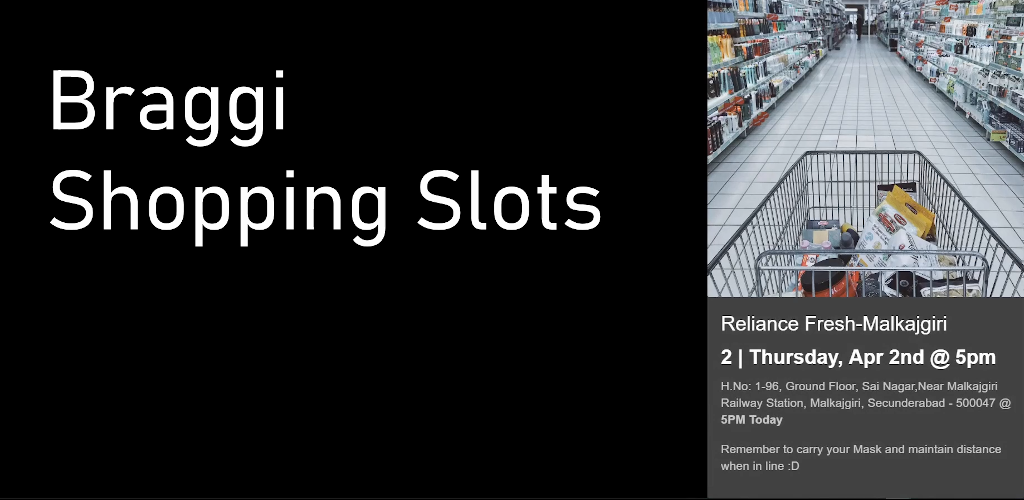 Braggi
Shopping Slots
Reliance Fresh-Malkajgiri
2 | Thursday, Apr 2nd @ 5pm
H.No: 1-96, Ground Floor, Sai Nagar,Near Malkajgiri
Railway Station, Malkajgiri, Secunderabad - 500047 @
5PM Today
Remember to carry your Mask and maintain distance
when in line :D